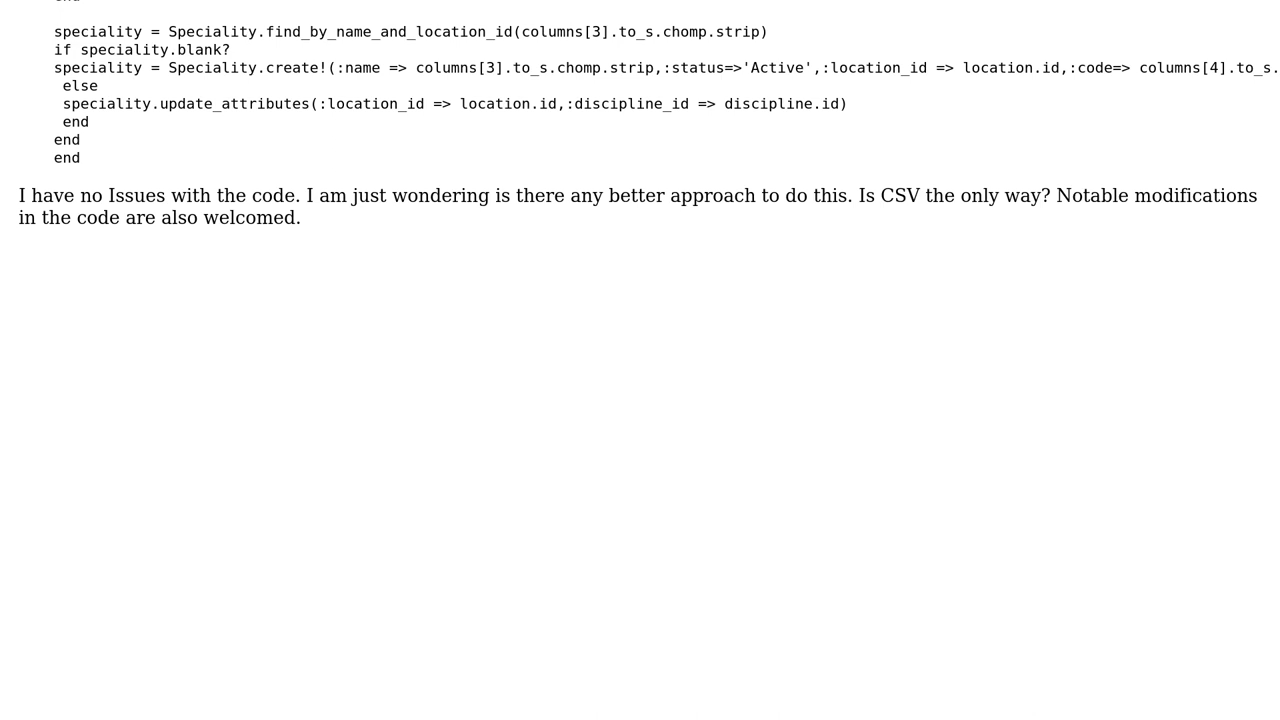 speciality = Speciality.find_by_name_and_location_id(columns[3].to_s.chomp.strip)
if speciality.blank?
speciality = Speciality.create!(:name => columns[3].to_s.chomp.strip,:status=>'Active',:location_id => location.id,:code=> columns[4].to_s.
else
speciality.update_attributes(:location_id => location.id,:discipline_id => discipline.id)
end
end
end
I have no Issues with the code. I am just wondering is there any better approach to do this. Is CSV the only way? Notable modifications
in the code are also welcomed.